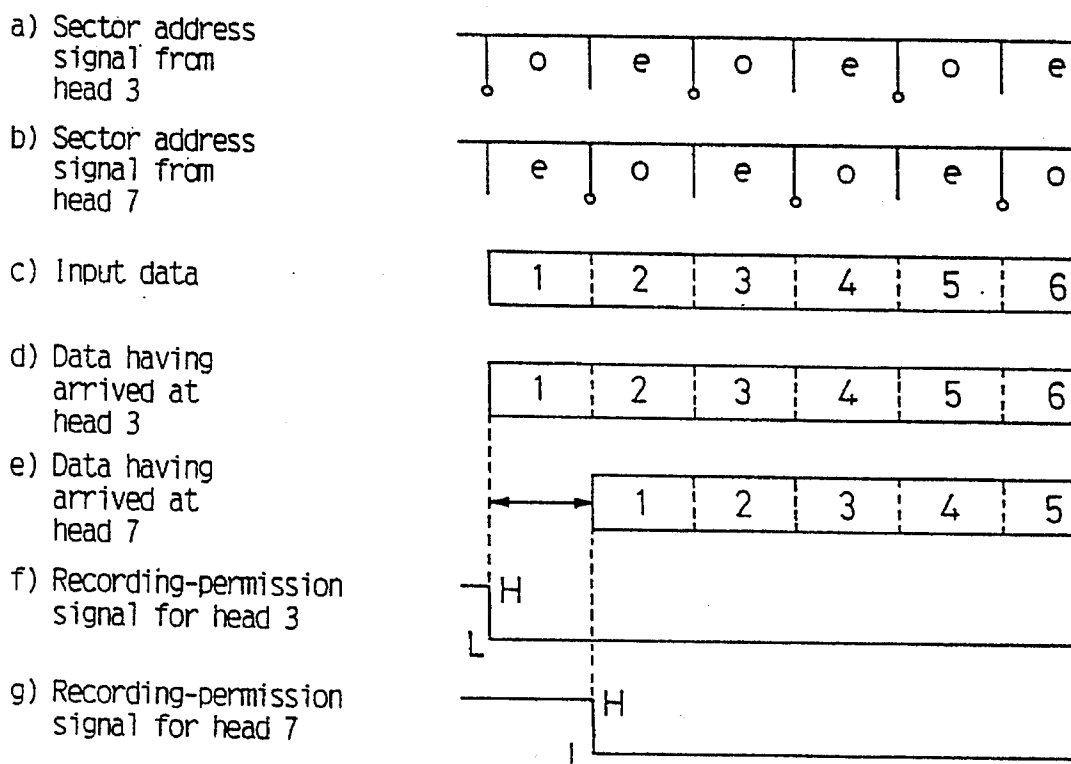 a) Sector address
signal from
head 3
o e o e o e
b) Sector address
signal from
head 7
e o e o e o
c) Input data
1 2 3 4 5 6
d) Data having
arrived at
head 3
1 2 3 4 5 6
e) Data having
arrived at
head 7
1 2 3 4 5
f) Recording-permission
signal for head 3
H
L
g) Recording-permission
signal for head 7
H